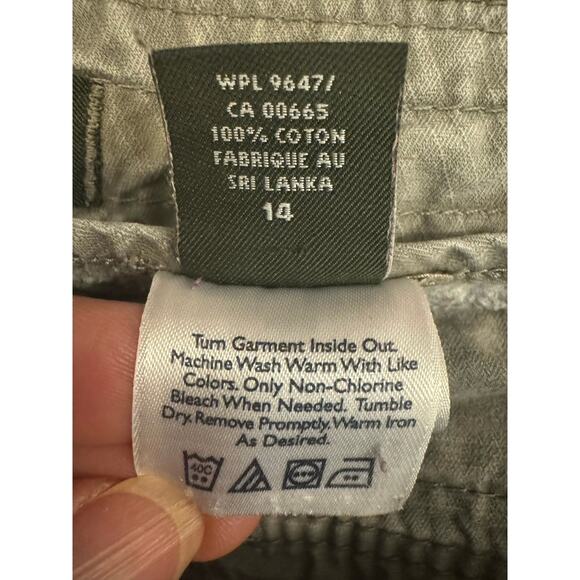 WPL 9647/
CA 00665
100% COTON
FABRIQUE AU
SRI LANKA
14
Turn Garment Inside Out.
Machine Wash Warm With Like
Colors. Only Non-Chlorine
Bleach When Needed. Tumble
Dry. Remove Promptly. Warm Iron
As Desired.
40C